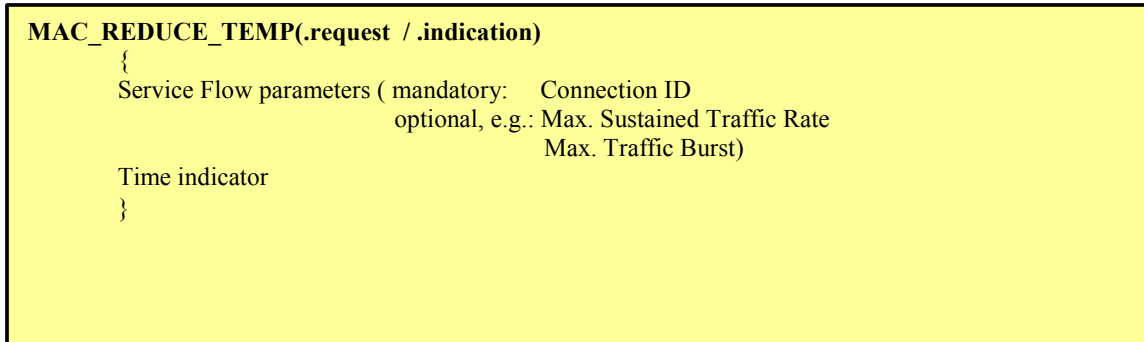 MAC_REDUCE_TEMP(.request / .indication)
{
Service Flow parameters ( mandatory: Connection ID
optional, e.g.: Max. Sustained Traffic Rate
Max. Traffic Burst)
Time indicator
}